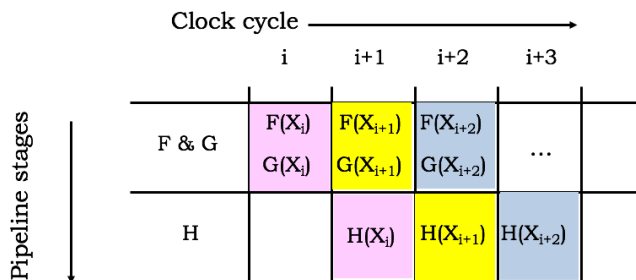 Clock cycle
i i+1 i+2 i+3
Pipeline stages
F & G
F(Xᵢ) F(Xᵢ₊₁) F(Xᵢ₊₂)
G(Xᵢ) G(Xᵢ₊₁) G(Xᵢ₊₂) ...
H H(Xᵢ) H(Xᵢ₊₁) H(Xᵢ₊₂)